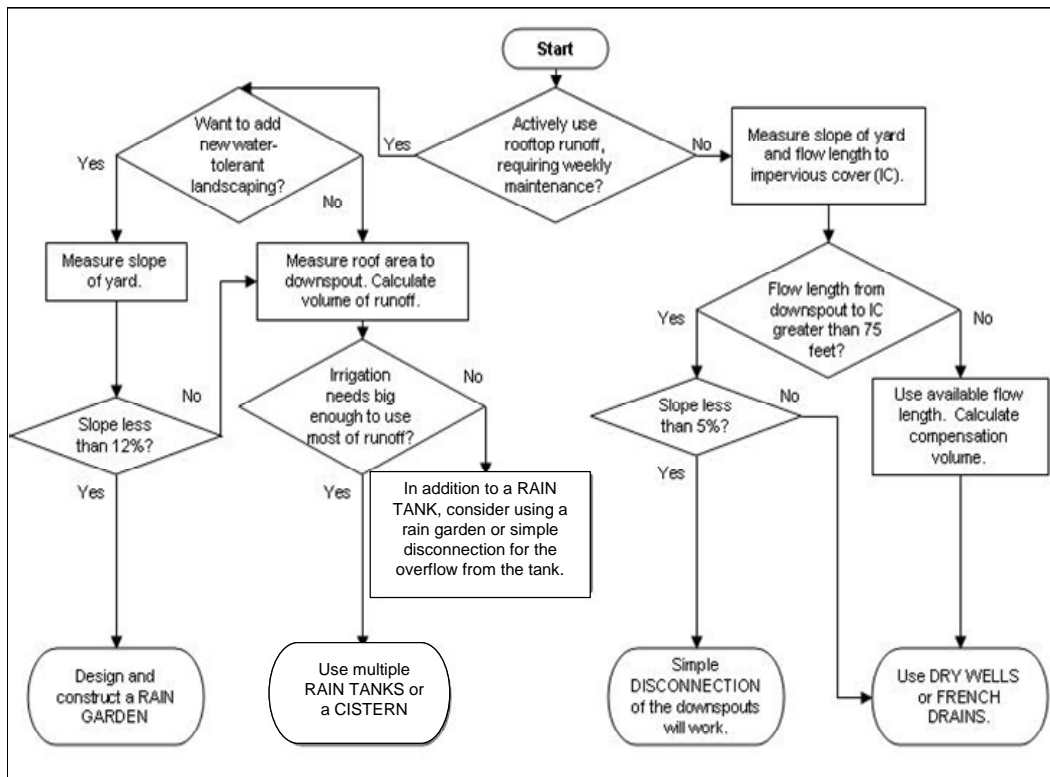 Start
Want to add
new water-
tolerant
landscaping?
Yes
No
Actively use
rooftop runoff,
requiring weekly
maintenance?
Yes
No
Measure slope of yard
and flow length to
impervious cover (IC).
Measure slope
of yard.
Measure roof area to
downspout. Calculate
volume of runoff.
Flow length from
downspout to IC
greater than 75
feet?
Yes
No
Slope less
than 12%?
No
Yes
Irrigation
needs big
enough to use
most of runoff?
No
Yes
Slope less
than 5%?
No
Yes
Use available flow
length. Calculate
compensation
volume.
In addition to a RAIN
TANK, consider using a
rain garden or simple
disconnection for the
overflow from the tank.
Design and
construct a RAIN
GARDEN
Use multiple
RAIN TANKS or
a CISTERN
Simple
DISCONNECTION
of the downspouts
will work.
Use DRY WELLS
or FRENCH
DRAINS.